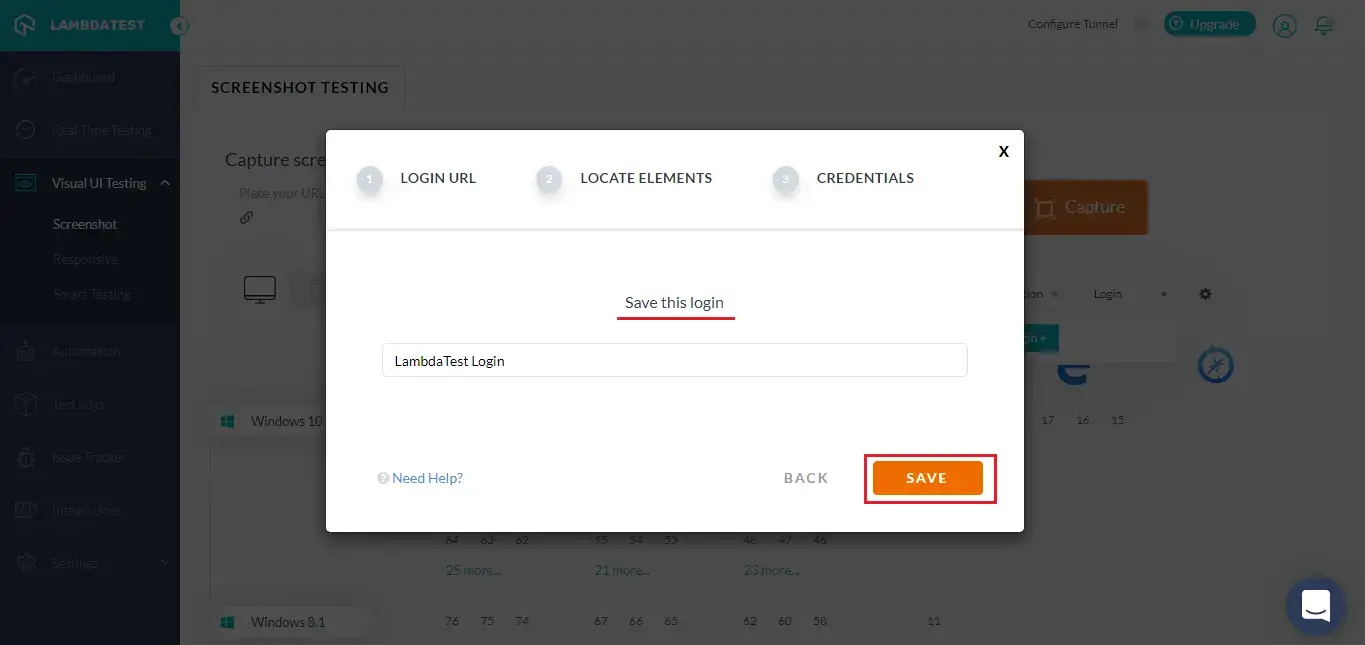 LAMBDATEST
Configure Tunnel
Upgrade
Dashboard
Real Time Testing
Visual UI Testing
Screenshot
Responsive
Smart Testing
Automation
Test Logs
Issue Tracker
Integrations
Settings
SCREENSHOT TESTING
Capture scre
Place your URL
Capture
Login
X
1 LOGIN URL
2 LOCATE ELEMENTS
3 CREDENTIALS
Save this login
LambdaTest Login
Need Help?
BACK
SAVE
Windows 10
17 16 15
64 63 62 55 54 53 48 47 46
25 more... 21 more... 23 more...
Windows 8.1
76 75 74 67 66 65 62 60 58 11